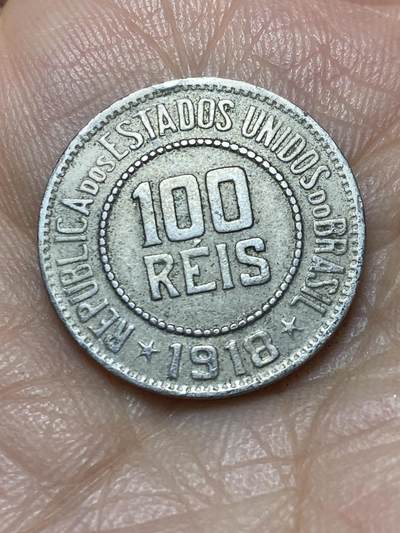 REPUBLICA DOS ESTADOS UNIDOS DO BRASIL
100
RÉIS
1918